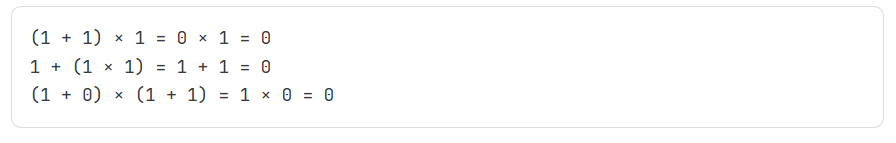 (1 + 1) × 1 = 0 × 1 = 0
1 + (1 × 1) = 1 + 1 = 0
(1 + 0) × (1 + 1) = 1 × 0 = 0